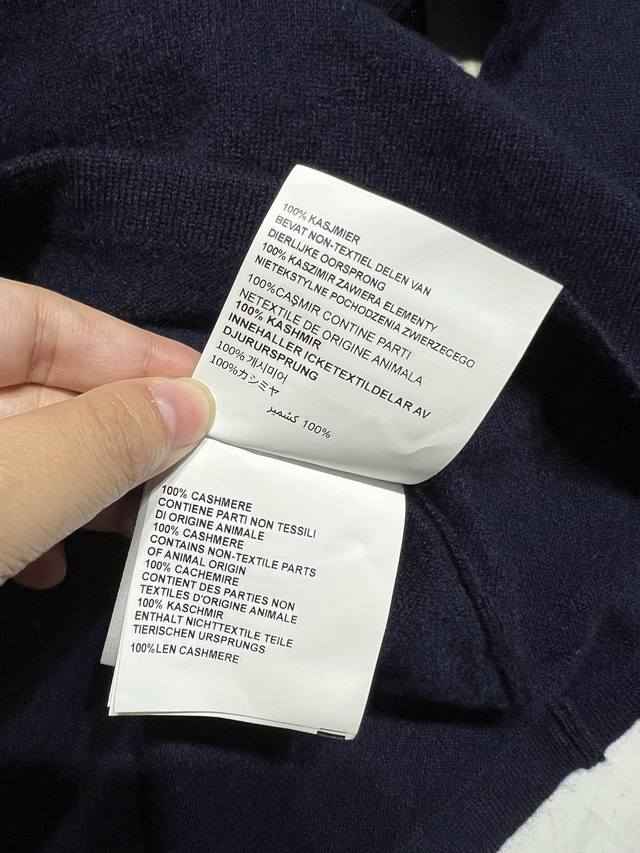 100% KASJMIER
BEVAT NON-TEXTIEL DELEN VAN
DIERLIJKE OORSPRONG
100% KASZIMIR ZAWIERA ELEMENTY
NIETEKSTYLNE POCHODZENIA ZWIERZECEGO
100%CAŞMIR CONTINE PARTI
NETEXTILE DE ORIGINE ANIMALA
100% KASHMIR
INNEHALLER ICKETEXTILDELAR AV
DJURURSPRUNG
100%개시미어
100%カシミヤ
100% كشمير
100% CASHMERE
CONTIENE PARTI NON TESSILI
DI ORIGINE ANIMALE
100% CASHMERE
CONTAINS NON-TEXTILE PARTS
OF ANIMAL ORIGIN
100% CACHEMIRE
CONTIENT DES PARTIES NON
TEXTILES D'ORIGINE ANIMALE
100% KASCHMIR
ENTHALT NICHTTEXTILE TEILE
TIERISCHEN URSPRUNGS
100%LEN CASHMERE